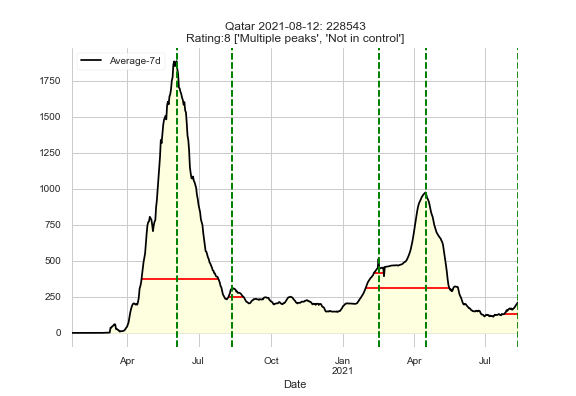 Qatar 2021-08-12: 228543
Rating:8 ['Multiple peaks', 'Not in control']
Average-7d
1750
1500
1250
1000
750
500
250
0
Apr
Jul
Oct
Jan
2021
Apr
Jul
Date